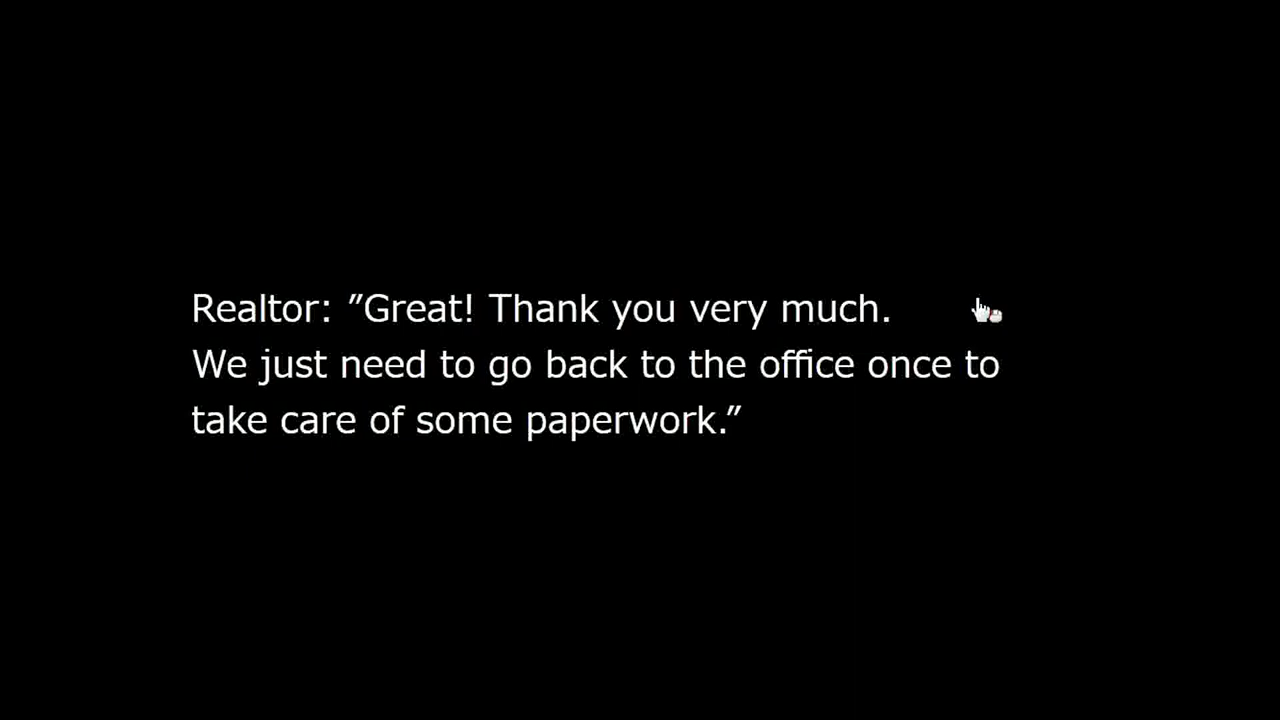 Realtor: ”Great! Thank you very much.
We just need to go back to the office once to
take care of some paperwork.”